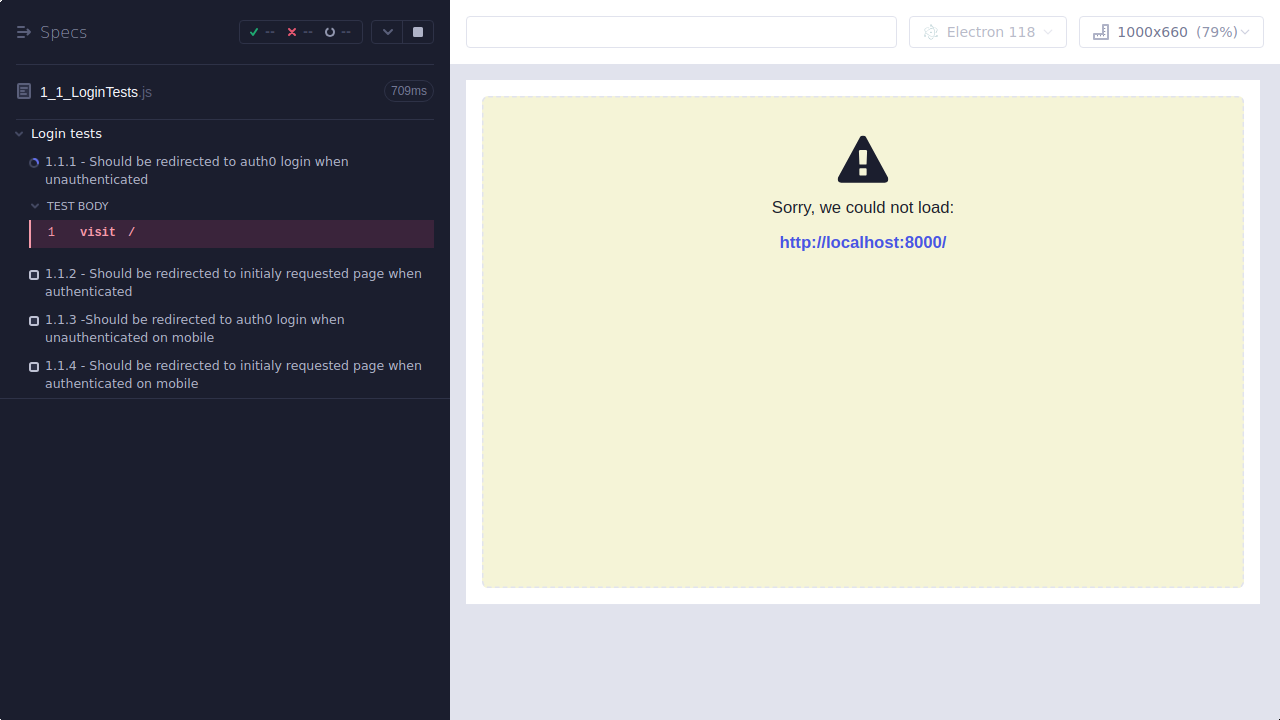 Specs
--
--
--
1_1_LoginTests.js
709ms
Login tests
1.1.1 - Should be redirected to auth0 login when
unauthenticated
TEST BODY
1 visit /
1.1.2 - Should be redirected to initialy requested page when
authenticated
1.1.3 -Should be redirected to auth0 login when
unauthenticated on mobile
1.1.4 - Should be redirected to initialy requested page when
authenticated on mobile
Electron 118
1000x660 (79%)
Sorry, we could not load:
http://localhost:8000/